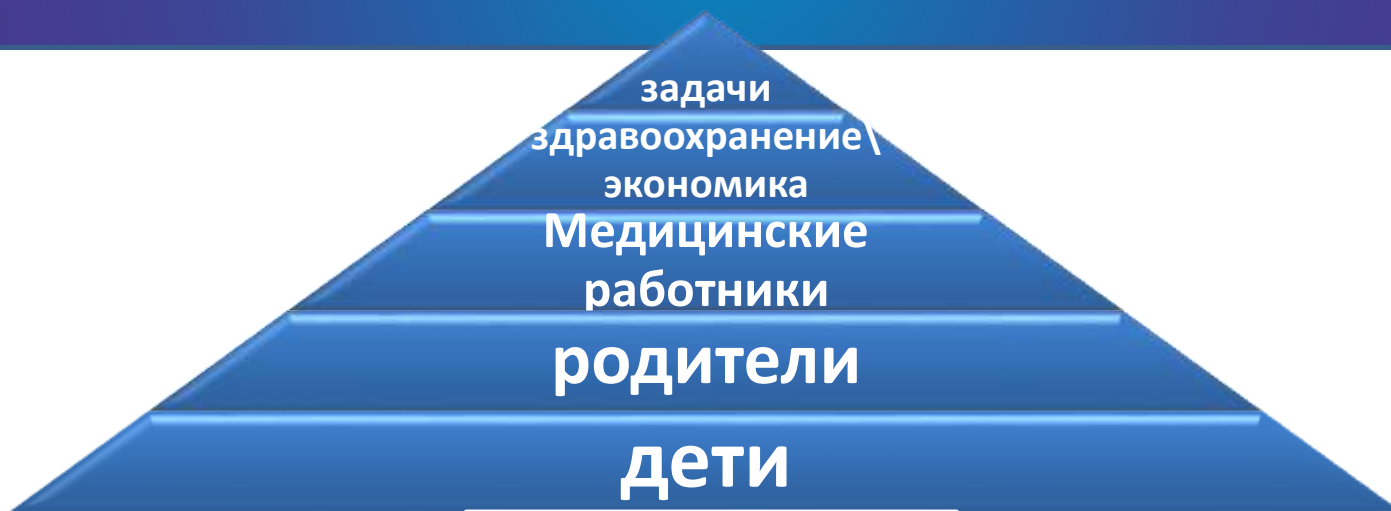 задачи
здравоохранение\
экономика
Медицинские
работники
родители
дети